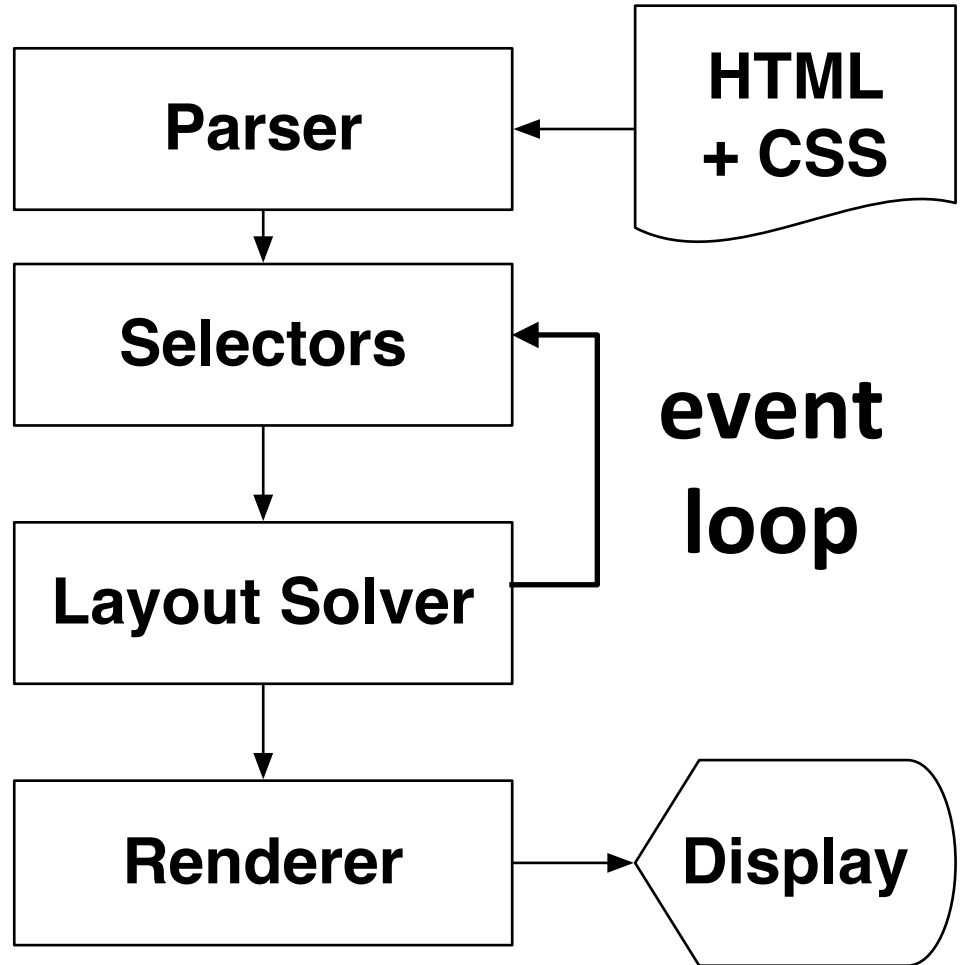 Parser
HTML
+ CSS
Selectors
event
loop
Layout Solver
Renderer
Display